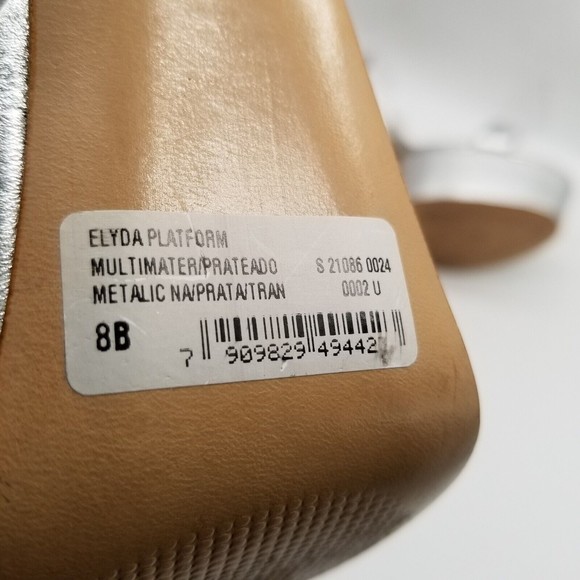 ELYDA PLATFORM
MULTIMATER/PRATEADO S 21086 0024
METALIC NA/PRATA/TRAN 0002 U
8B
7 909829 49442